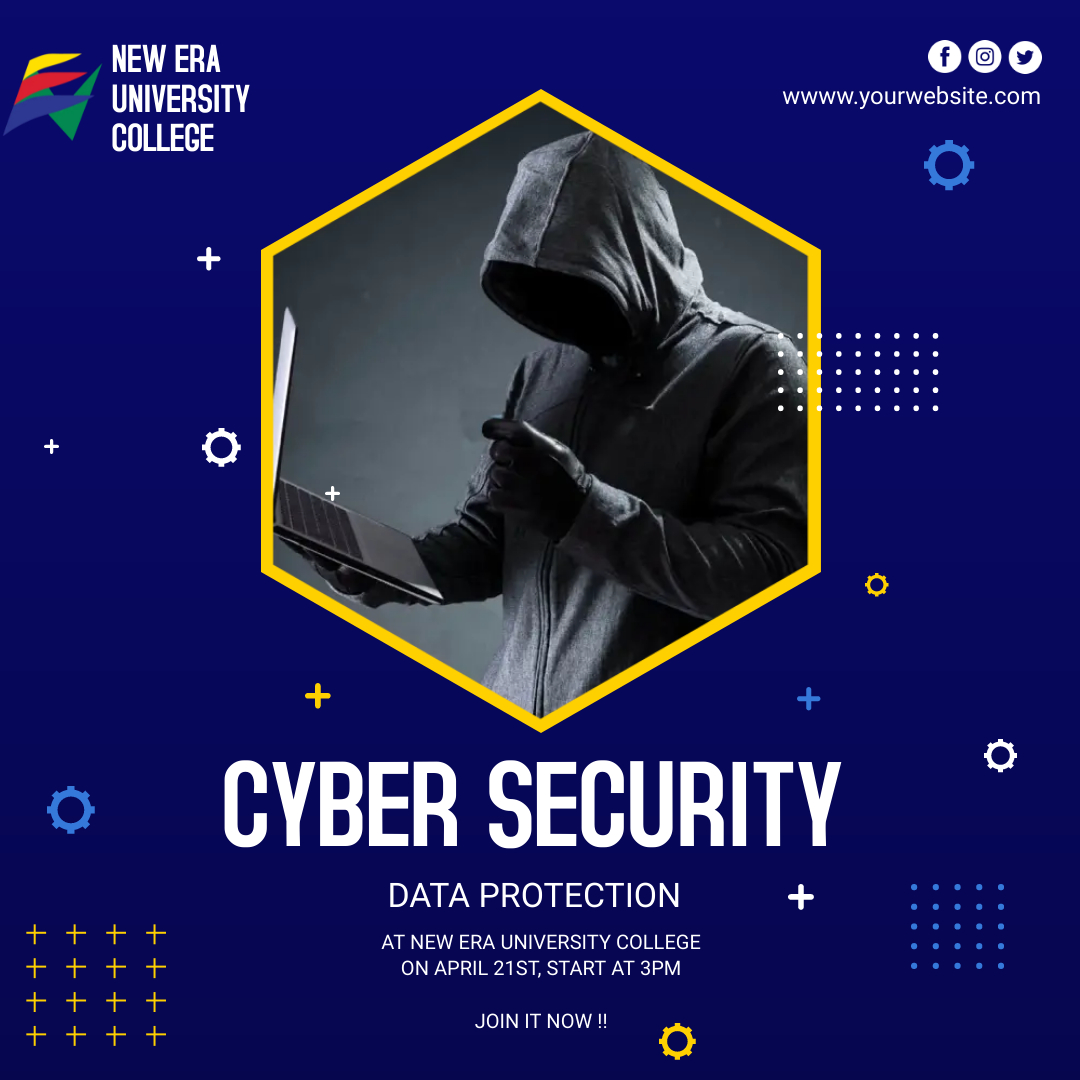 NEW ERA
UNIVERSITY
COLLEGE
wwww.yourwebsite.com
CYBER SECURITY
DATA PROTECTION
AT NEW ERA UNIVERSITY COLLEGE
ON APRIL 21ST, START AT 3PM
JOIN IT NOW !!